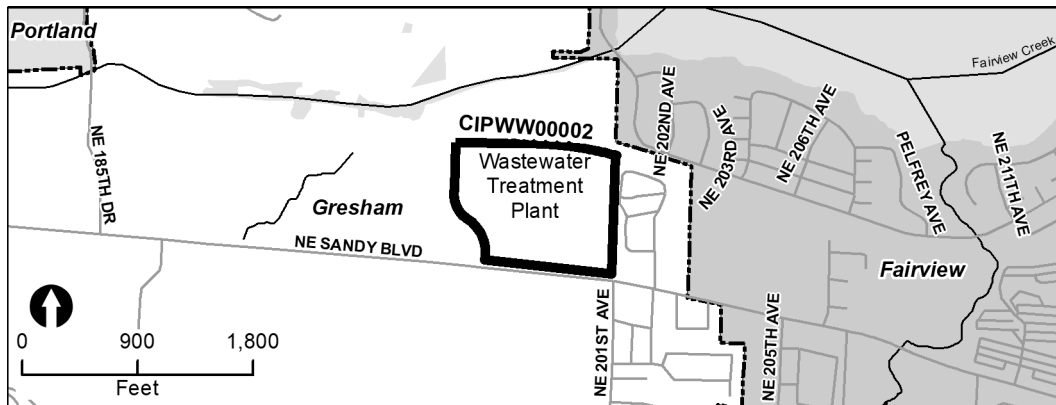 Portland
Fairview Creek
NE 202ND AVE
NE 203RD AVE
NE 206TH AVE
PELFREY AVE
NE 211TH AVE
NE 185TH DR
CIPWW00002
Wastewater
Treatment
Plant
Gresham
NE SANDY BLVD
Fairview
NE 201ST AVE
NE 205TH AVE
0 900 1,800
Feet